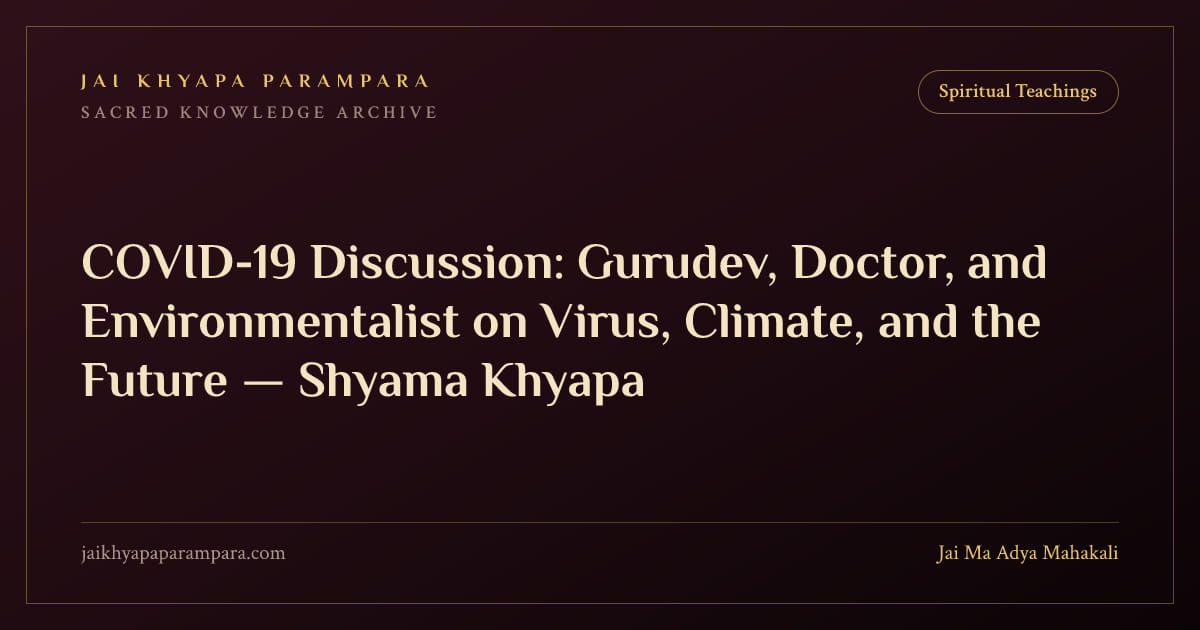 JAI KHYAPA PARAMPARA
SACRED KNOWLEDGE ARCHIVE
Spiritual Teachings
COVID-19 Discussion: Gurudev, Doctor, and
Environmentalist on Virus, Climate, and the
Future — Shyama Khyapa
jaikhyapaparampara.com
Jai Ma Adya Mahakali